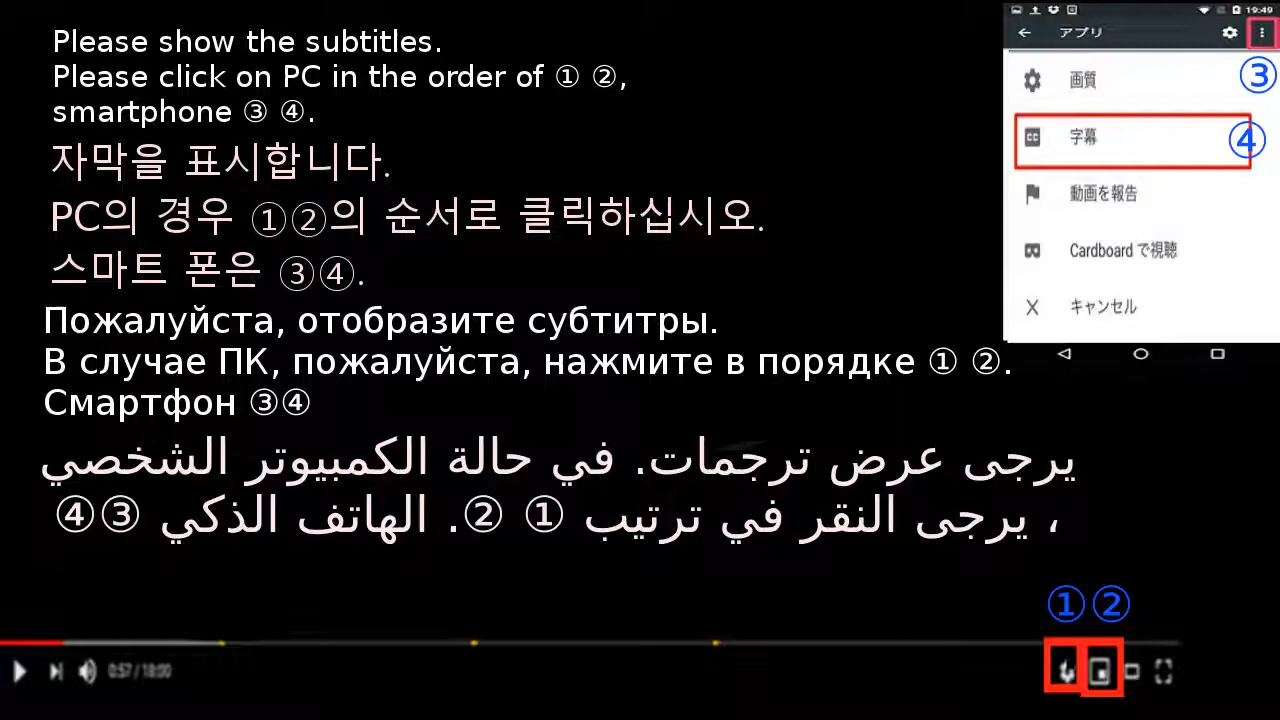 Please show the subtitles.
Please click on PC in the order of ① ②,
smartphone ③ ④.
자막을 표시합니다.
PC의 경우 ①②의 순서로 클릭하십시오.
스마트 폰은 ③④.
Пожалуйста, отобразите субтитры.
В случае ПК, пожалуйста, нажмите в порядке ① ②.
Смартфон ③④
يرجى عرض ترجمات. في حالة الكمبيوتر الشخصي
، يرجى النقر في ترتيب ① ②. الهاتف الذكي ③④
19:49
アプリ
③
画質
字幕
④
動画を報告
Cardboard で視聴
キャンセル
①②
0:57 / 18:00